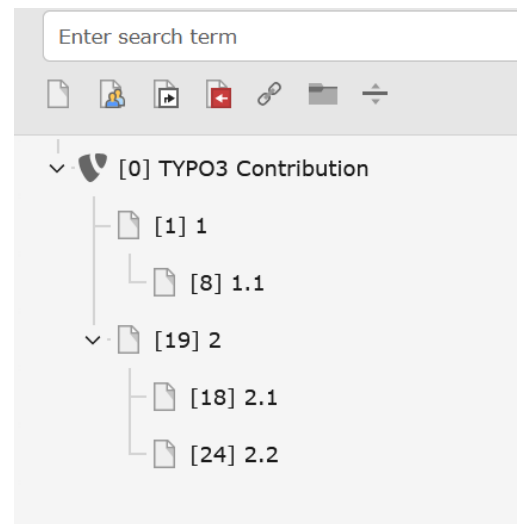 Enter search term
[0] TYPO3 Contribution
[1] 1
[8] 1.1
[19] 2
[18] 2.1
[24] 2.2